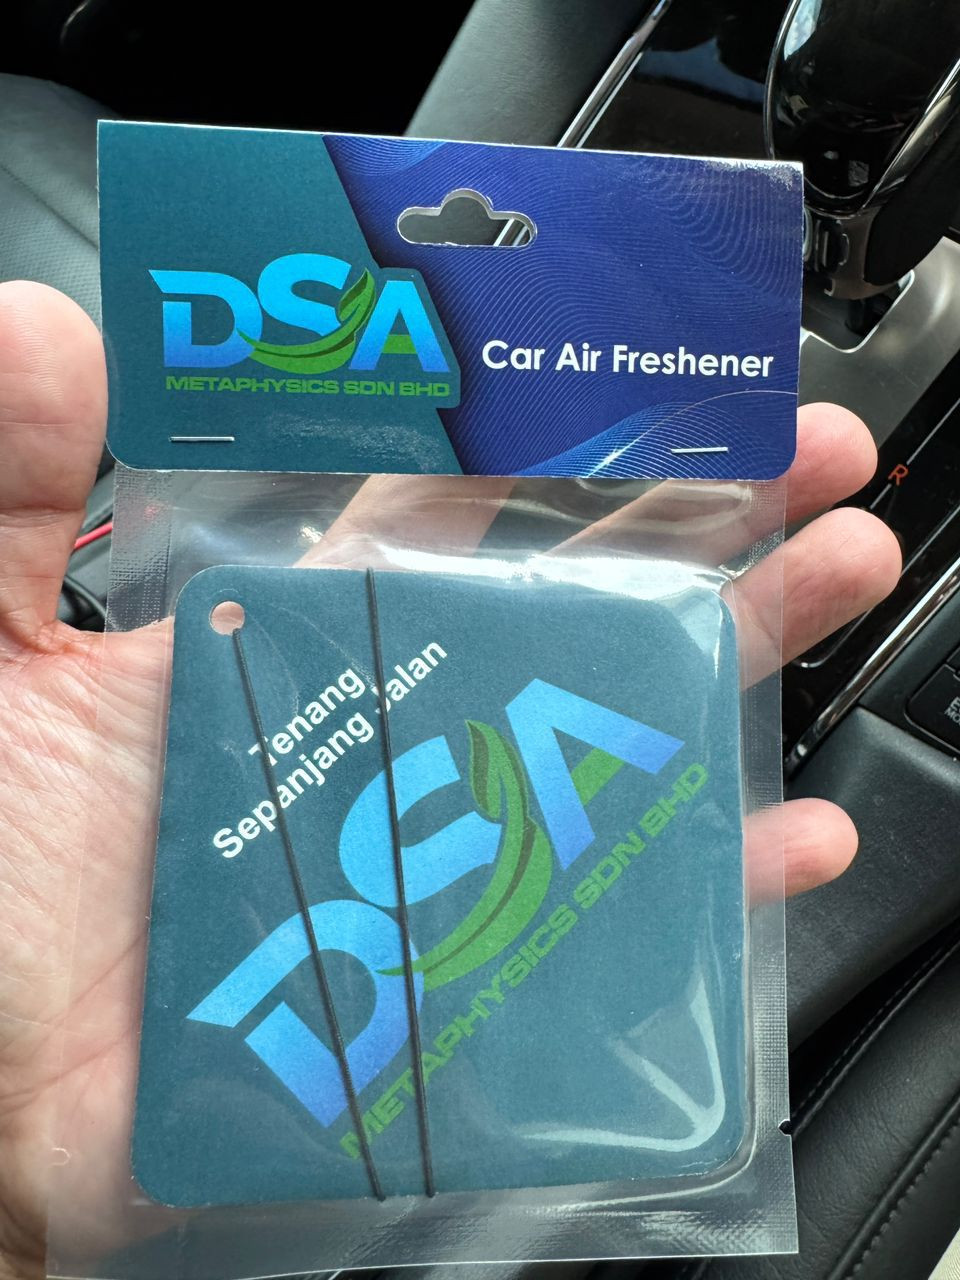 DSA
METAPHYSICS SDN BHD
Car Air Freshener
Tenang
Sepanjang Jalan
DSA
METAPHYSICS SDN BHD
R